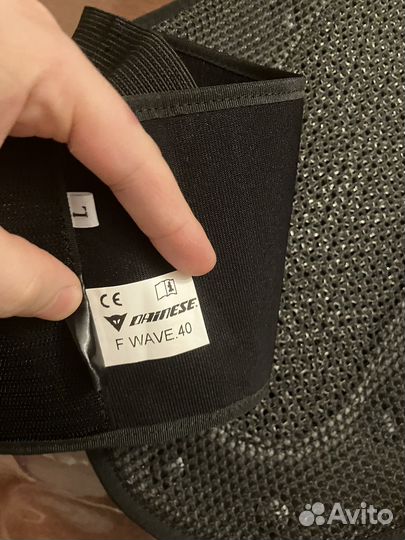 L
CE
DAINESE
F WAVE.40
Avito